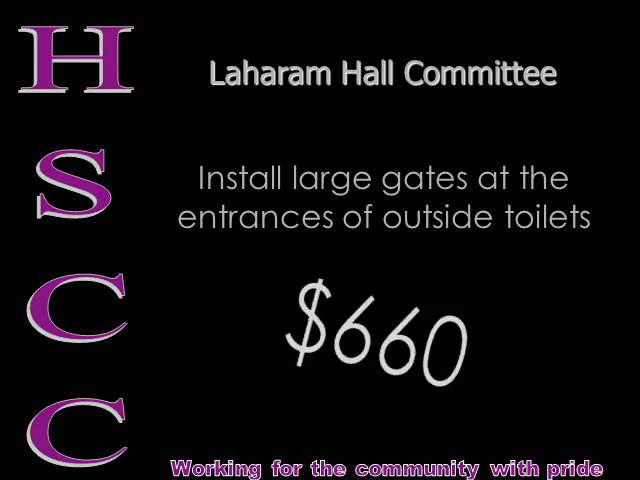 H
S
C
C
Laharam Hall Committee
Install large gates at the
entrances of outside toilets
$660
Working for the community with pride